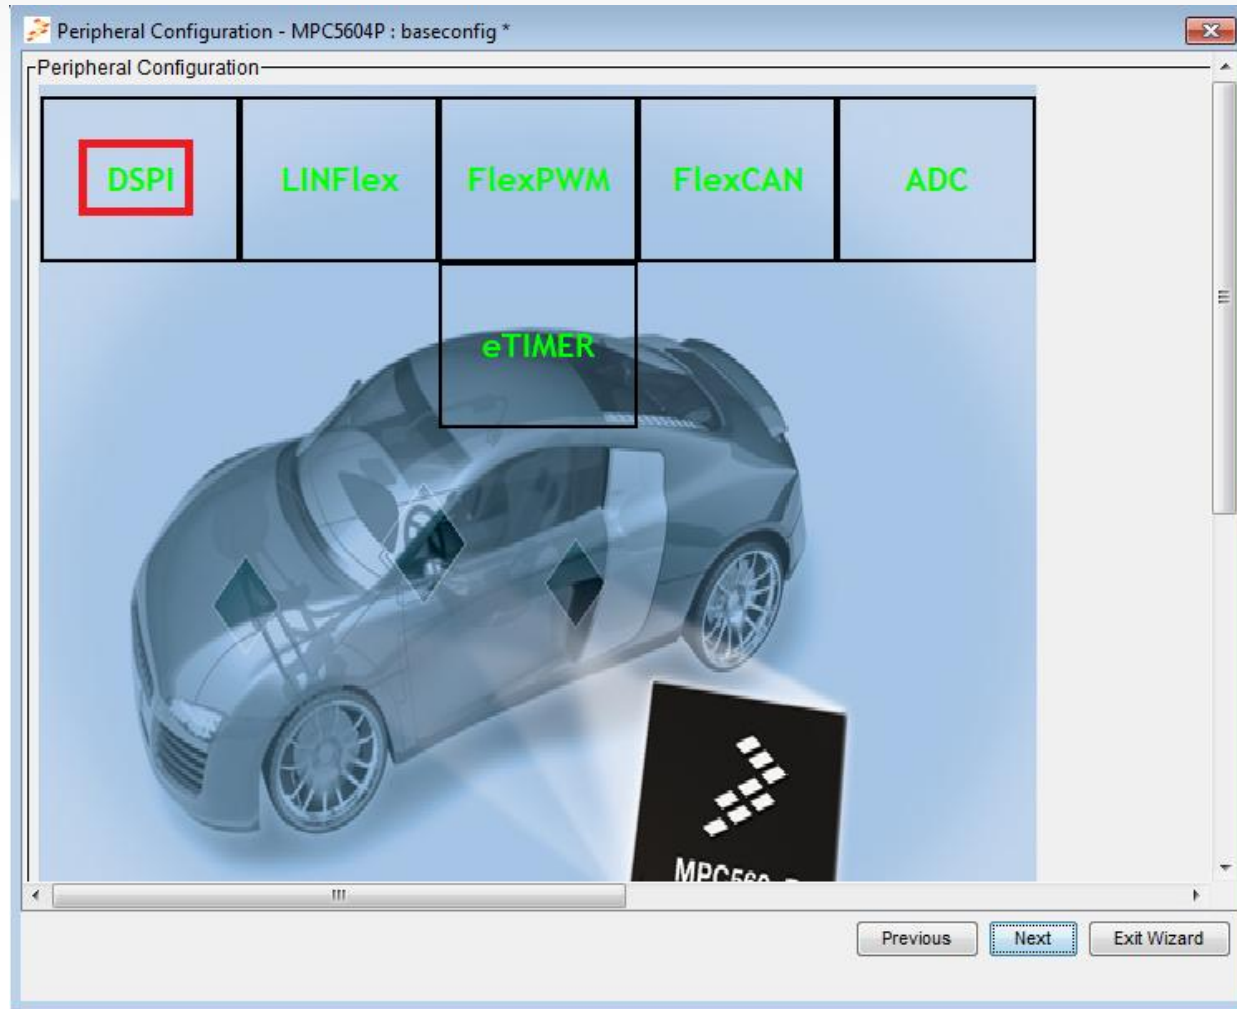 Peripheral Configuration - MPC5604P : baseconfig *
Peripheral Configuration
DSPI LINFlex FlexPWM FlexCAN ADC
eTIMER
Previous Next Exit Wizard